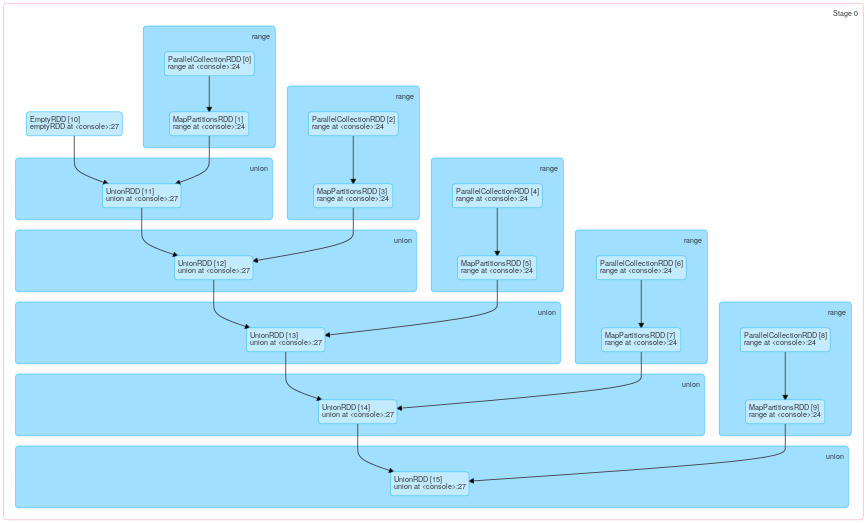 Stage 0
range
ParallelCollectionRDD [0]
range at <console>:24
MapPartitionsRDD [1]
range at <console>:24
EmptyRDD [10]
emptyRDD at <console>:27
range
ParallelCollectionRDD [2]
range at <console>:24
MapPartitionsRDD [3]
range at <console>:24
union
UnionRDD [11]
union at <console>:27
range
ParallelCollectionRDD [4]
range at <console>:24
MapPartitionsRDD [5]
range at <console>:24
union
UnionRDD [12]
union at <console>:27
range
ParallelCollectionRDD [6]
range at <console>:24
MapPartitionsRDD [7]
range at <console>:24
union
UnionRDD [13]
union at <console>:27
range
ParallelCollectionRDD [8]
range at <console>:24
MapPartitionsRDD [9]
range at <console>:24
union
UnionRDD [14]
union at <console>:27
union
UnionRDD [15]
union at <console>:27